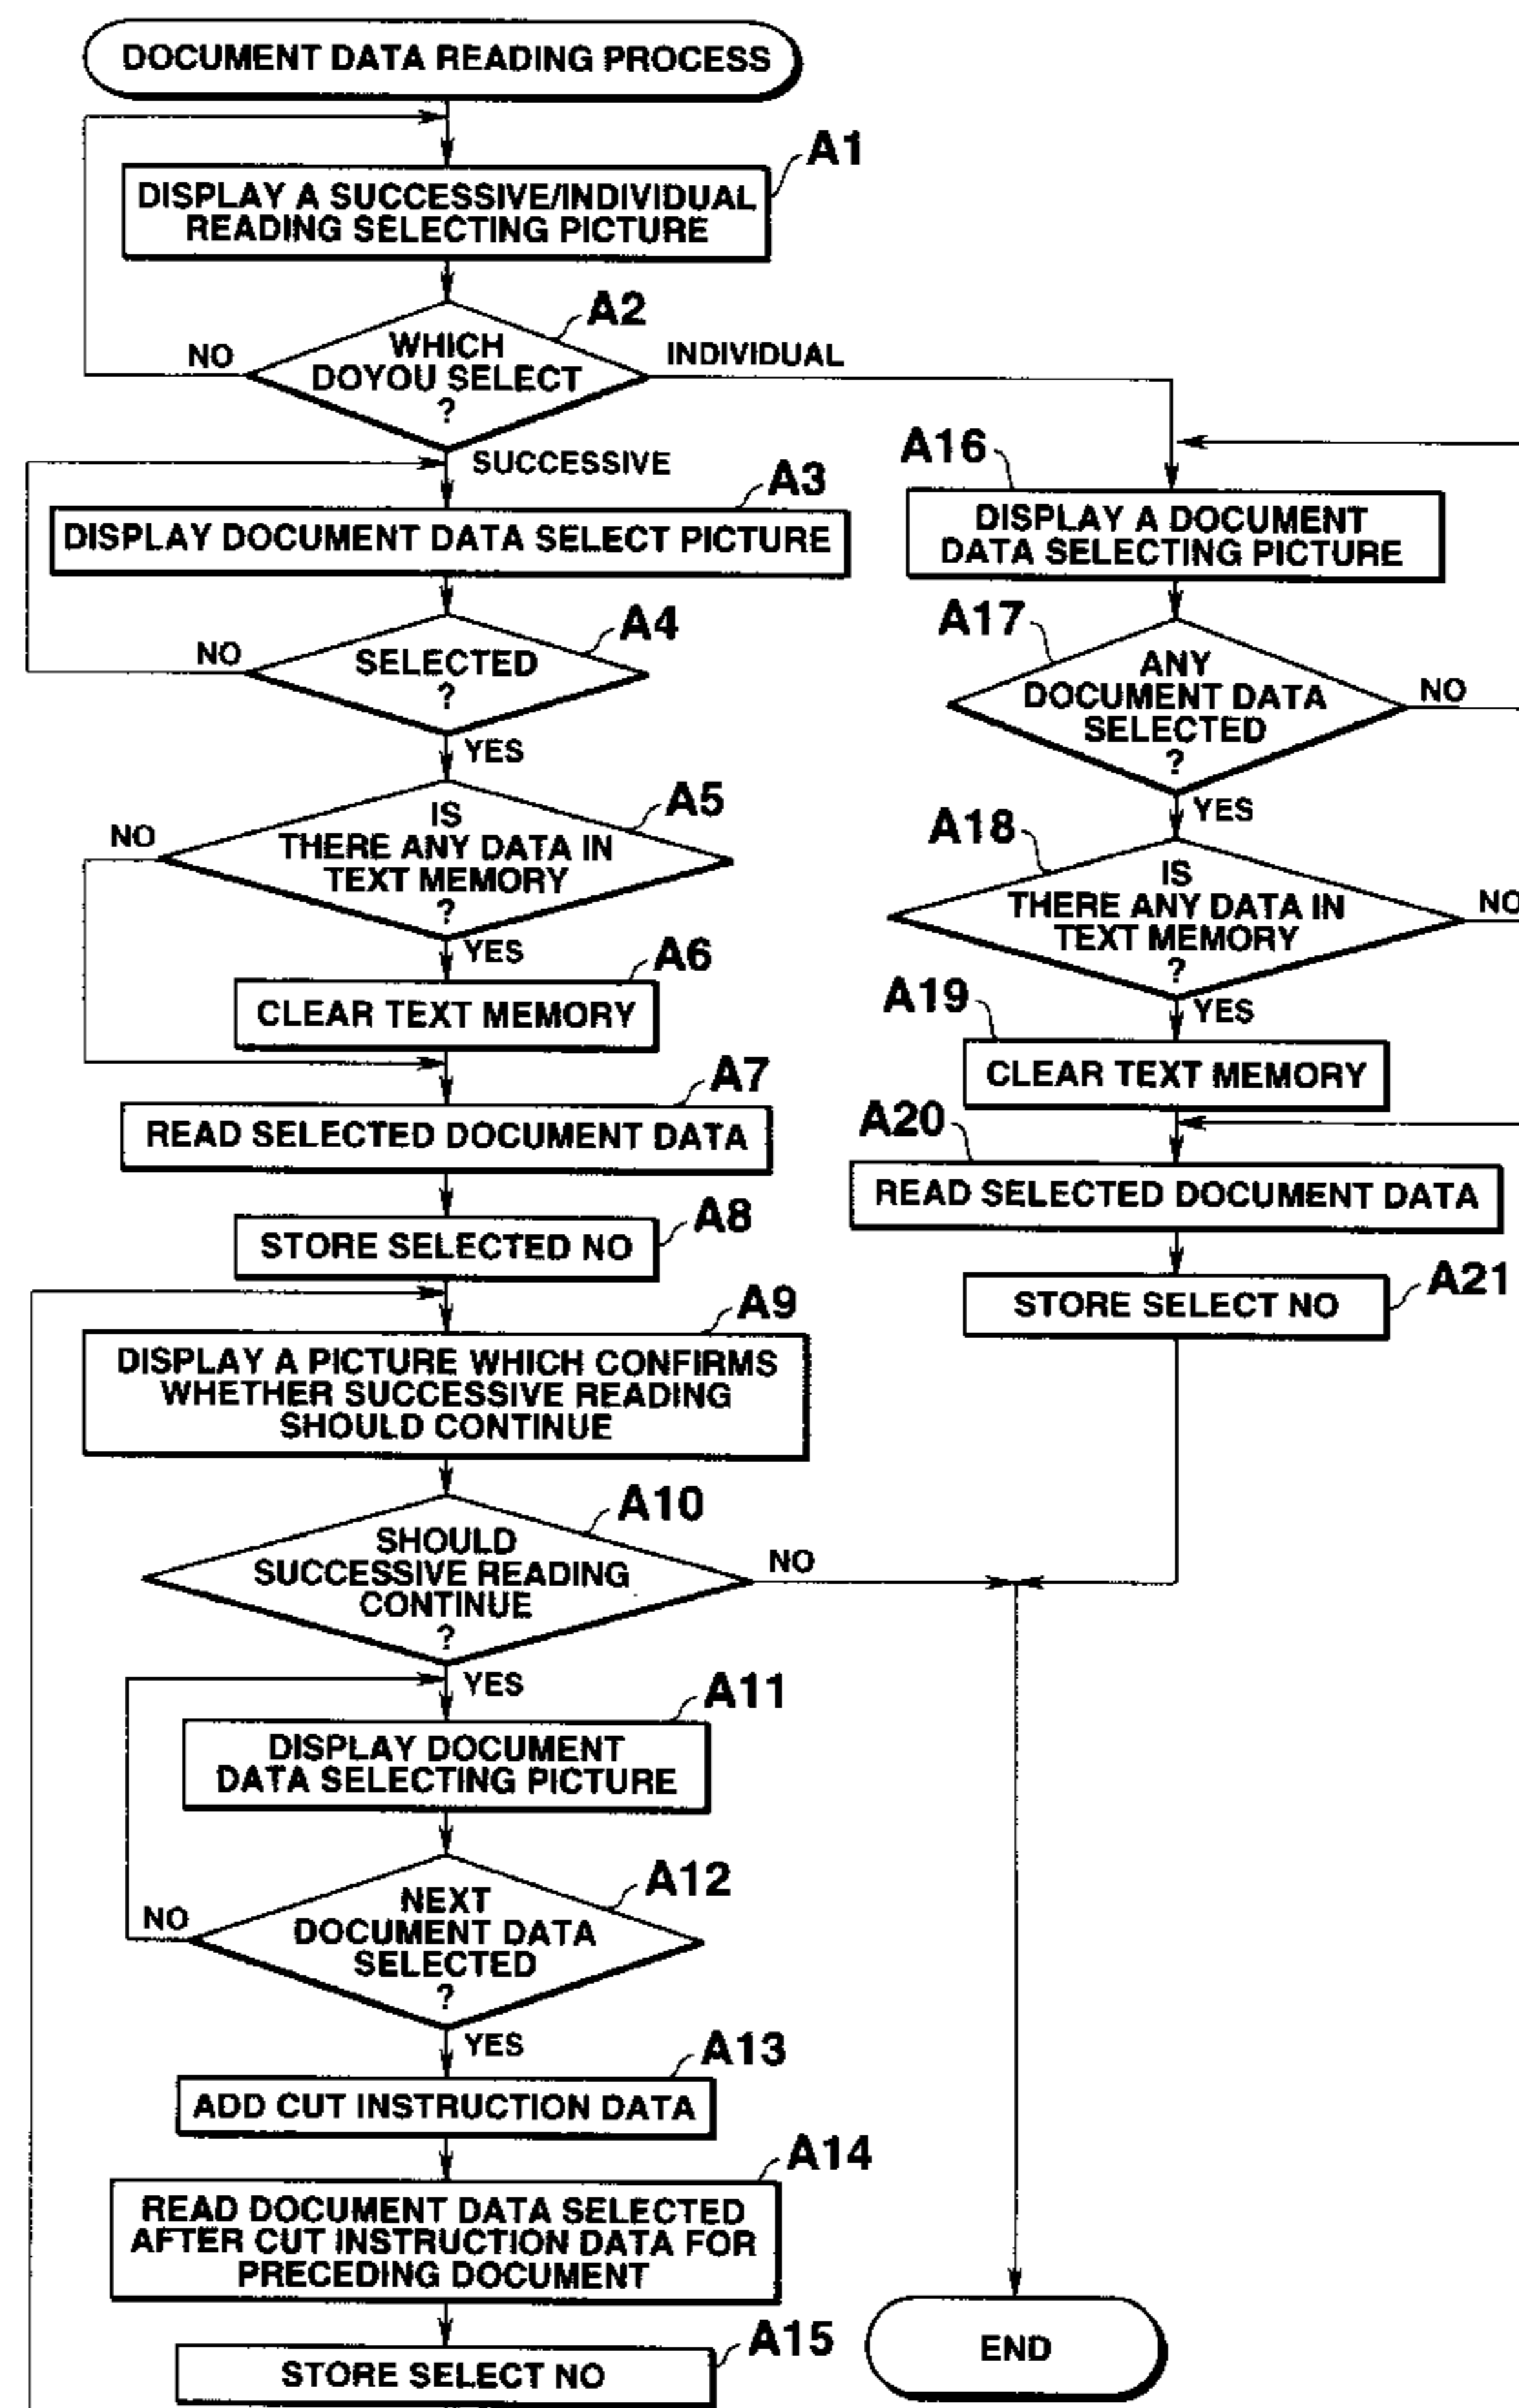 DOCUMENT DATA READING PROCESS
A1
DISPLAY A SUCCESSIVE/INDIVIDUAL
READING SELECTING PICTURE
A2
WHICH
DOYOU SELECT
?
NO
INDIVIDUAL
SUCCESSIVE
A3
DISPLAY DOCUMENT DATA SELECT PICTURE
A4
SELECTED
?
NO
YES
A5
IS
THERE ANY DATA IN
TEXT MEMORY
?
NO
YES
A6
CLEAR TEXT MEMORY
A7
READ SELECTED DOCUMENT DATA
A8
STORE SELECTED NO
A9
DISPLAY A PICTURE WHICH CONFIRMS
WHETHER SUCCESSIVE READING
SHOULD CONTINUE
A10
SHOULD
SUCCESSIVE READING
CONTINUE
?
NO
YES
A11
DISPLAY DOCUMENT
DATA SELECTING PICTURE
A12
NEXT
DOCUMENT DATA
SELECTED
?
NO
YES
A13
ADD CUT INSTRUCTION DATA
A14
READ DOCUMENT DATA SELECTED
AFTER CUT INSTRUCTION DATA FOR
PRECEDING DOCUMENT
A15
STORE SELECT NO
A16
DISPLAY A DOCUMENT
DATA SELECTING PICTURE
A17
ANY
DOCUMENT DATA
SELECTED
?
NO
YES
A18
IS
THERE ANY DATA IN
TEXT MEMORY
?
NO
YES
A19
CLEAR TEXT MEMORY
A20
READ SELECTED DOCUMENT DATA
A21
STORE SELECT NO
END